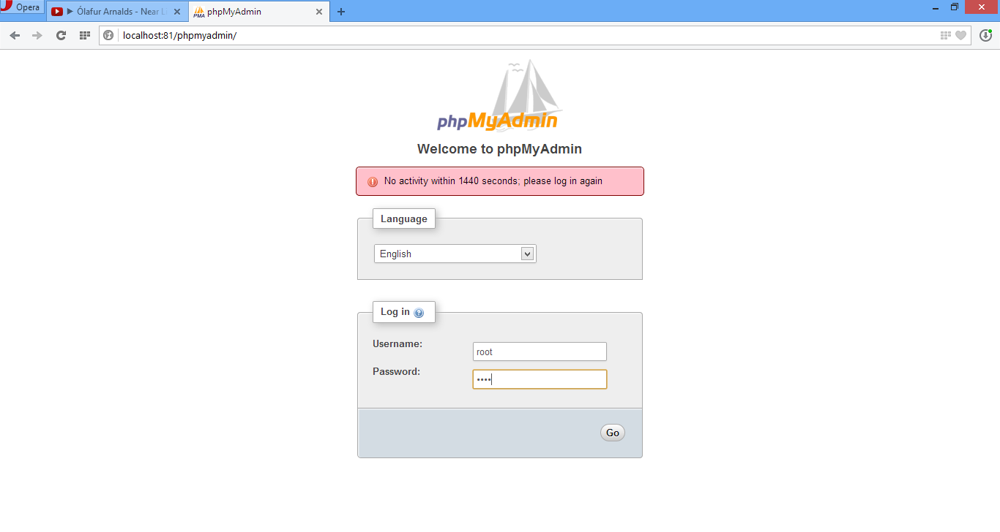 Opera
Ólafur Arnalds - Near Li
phpMyAdmin
localhost:81/phpmyadmin/
phpMyAdmin
Welcome to phpMyAdmin
No activity within 1440 seconds; please log in again
Language
English
Log in
Username:
root
Password:
••••
Go